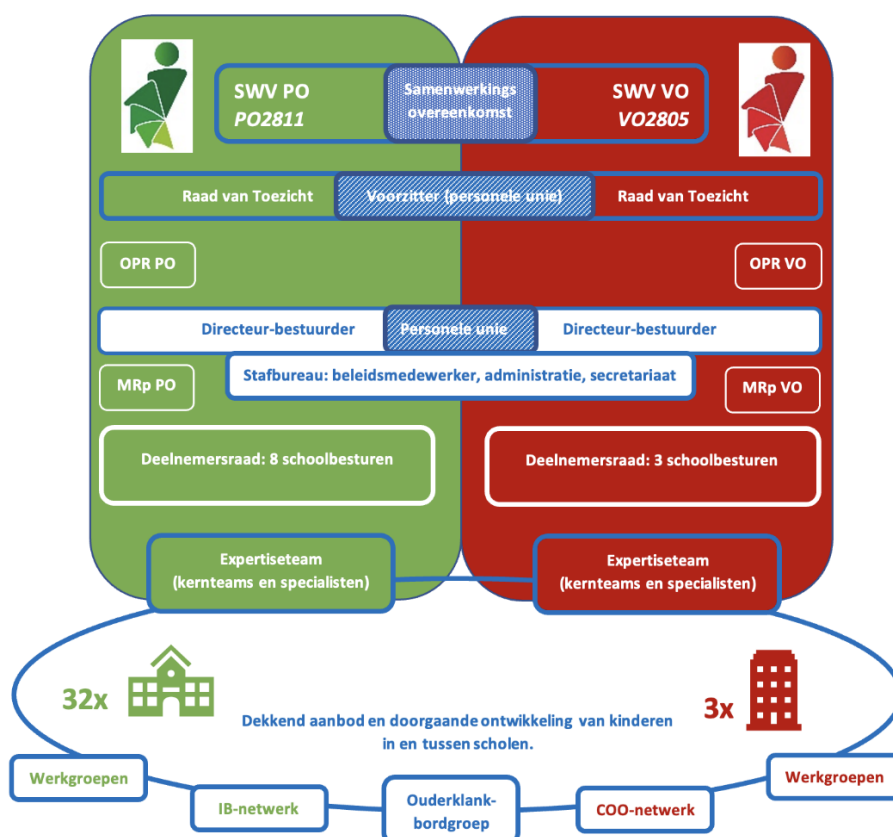 SWV PO
PO2811
Samenwerkings
overeenkomst
SWV VO
VO2805
Raad van Toezicht
Voorzitter (personele unie)
Raad van Toezicht
OPR PO
OPR VO
Directeur-bestuurder
Personele unie
Directeur-bestuurder
Stafbureau: beleidsmedewerker, administratie, secretariaat
MRp PO
MRp VO
Deelnemersraad: 8 schoolbesturen
Deelnemersraad: 3 schoolbesturen
Expertiseteam
(kernteams en specialisten)
Expertiseteam
(kernteams en specialisten)
32x
3x
Dekkend aanbod en doorgaande ontwikkeling van kinderen
in en tussen scholen.
Werkgroepen
IB-netwerk
Ouderklank-
bordgroep
COO-netwerk
Werkgroepen